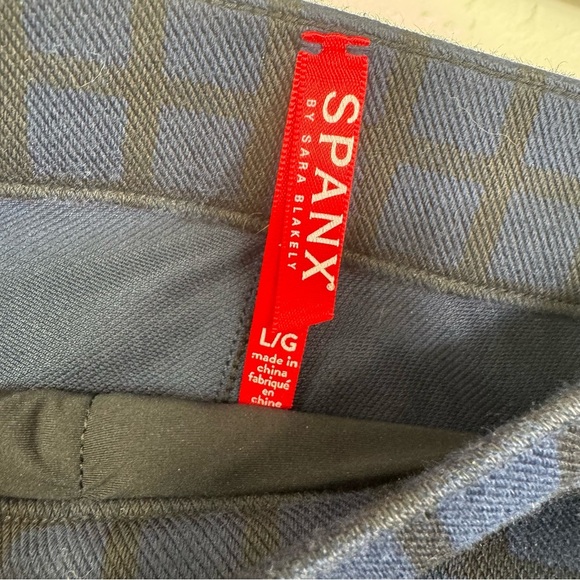 SPANX®
BY SARA BLAKELY
L/G
made in
china
fabriqué
en
chine